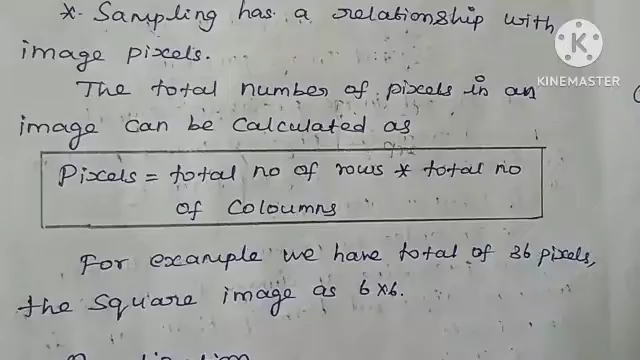 * Sampling has a relationship with
image pixels.
KINEMASTER
The total number of pixels in an
image can be calculated as
Pixels = total no of rows * total no
of Coloumns
For example we have total of 36 pixels,
the square image as 6x6.